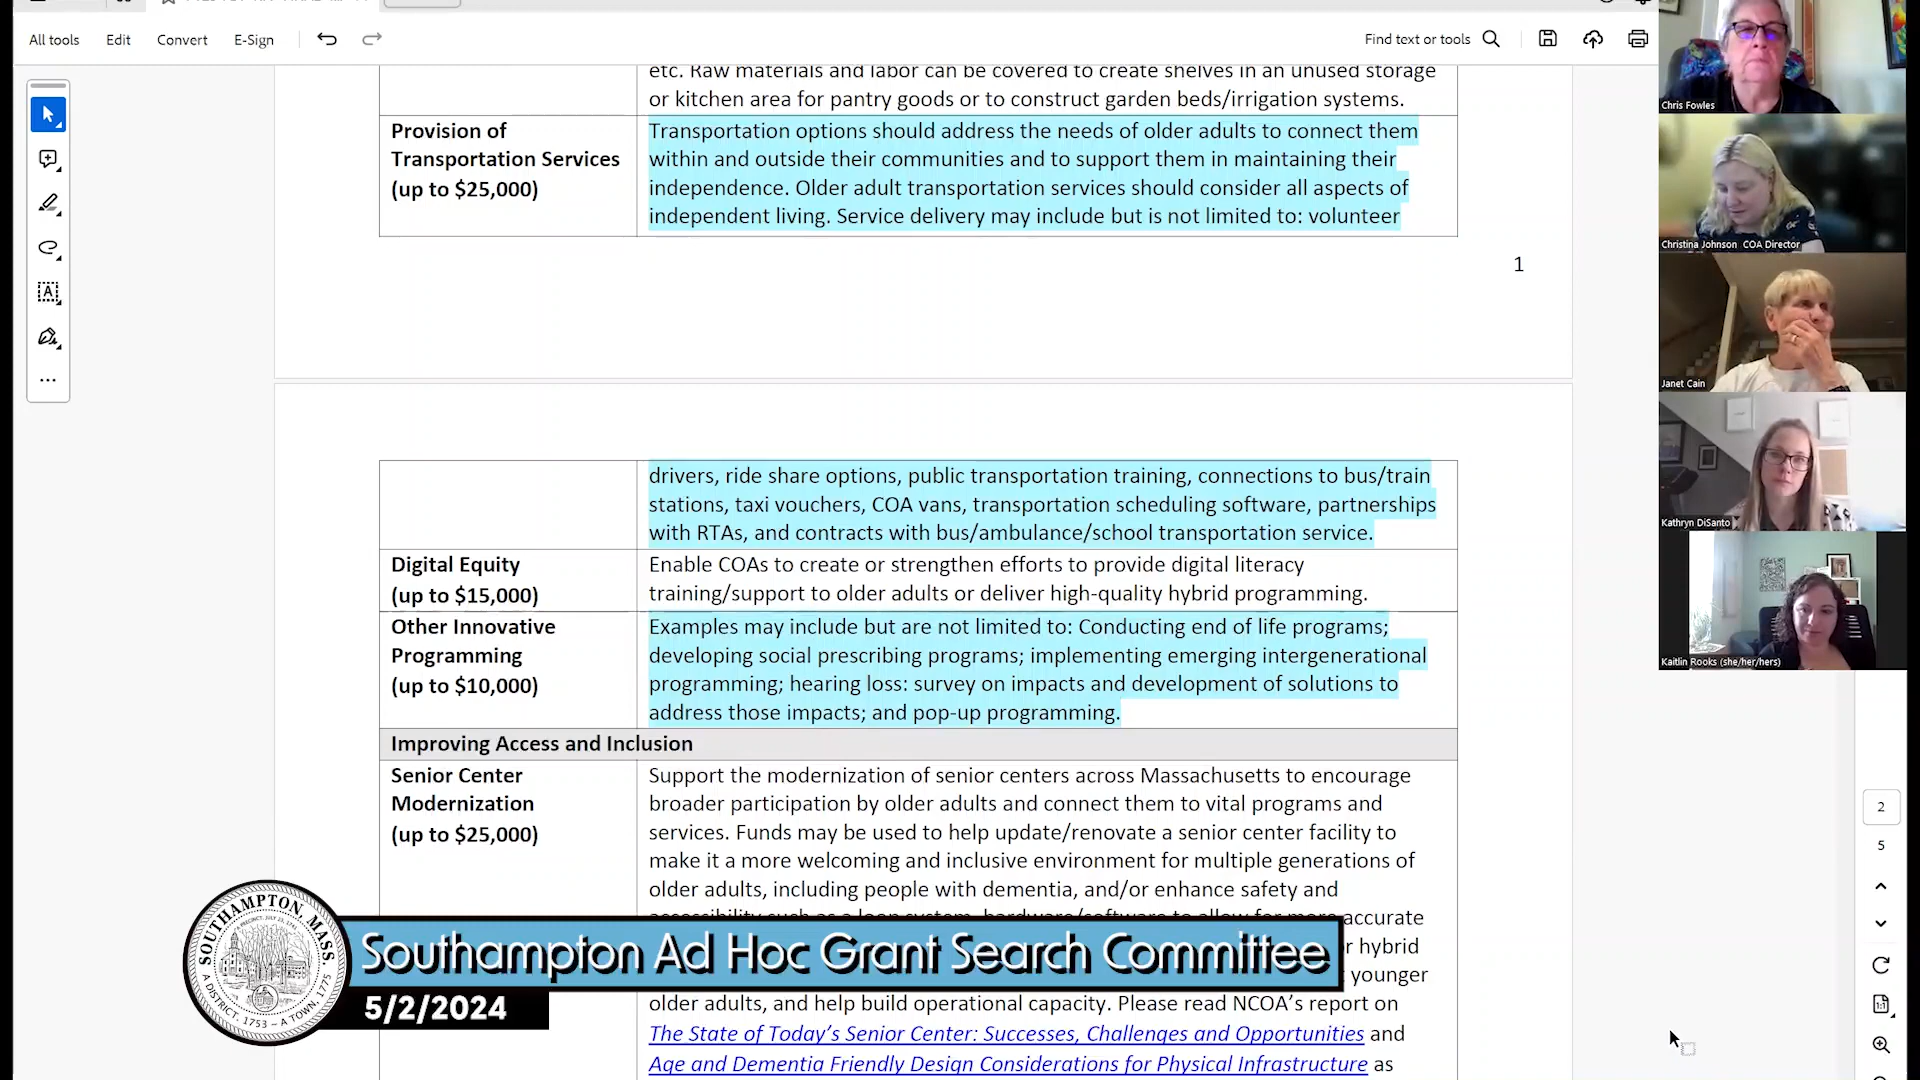 All tools
Edit
Convert
E-Sign
Find text or tools
etc. Raw materials and labor can be covered to create shelves in an unused storage
or kitchen area for pantry goods or to construct garden beds/irrigation systems.
Provision of
Transportation Services
(up to $25,000)
Transportation options should address the needs of older adults to connect them
within and outside their communities and to support them in maintaining their
independence. Older adult transportation services should consider all aspects of
independent living. Service delivery may include but is not limited to: volunteer
1
drivers, ride share options, public transportation training, connections to bus/train
stations, taxi vouchers, COA vans, transportation scheduling software, partnerships
with RTAs, and contracts with bus/ambulance/school transportation service.
Digital Equity
(up to $15,000)
Enable COAs to create or strengthen efforts to provide digital literacy
training/support to older adults or deliver high-quality hybrid programming.
Other Innovative
Programming
(up to $10,000)
Examples may include but are not limited to: Conducting end of life programs;
developing social prescribing programs; implementing emerging intergenerational
programming; hearing loss: survey on impacts and development of solutions to
address those impacts; and pop-up programming.
Improving Access and Inclusion
Senior Center
Modernization
(up to $25,000)
Support the modernization of senior centers across Massachusetts to encourage
broader participation by older adults and connect them to vital programs and
services. Funds may be used to help update/renovate a senior center facility to
make it a more welcoming and inclusive environment for multiple generations of
older adults, including people with dementia, and/or enhance safety and
accurate
hybrid
younger
older adults, and help build operational capacity. Please read NCOA's report on
The State of Today's Senior Center: Successes, Challenges and Opportunities and
Age and Dementia Friendly Design Considerations for Physical Infrastructure as
Chris Fowles
Christina Johnson COA Director
Janet Cain
Kathryn DiSanto
Kaitlin Rooks (she/her/hers)
2
5
SOUTHAMPTON, MASS.
A DISTRICT, 1753 – A TOWN, 1775
Southampton Ad Hoc Grant Search Committee
5/2/2024